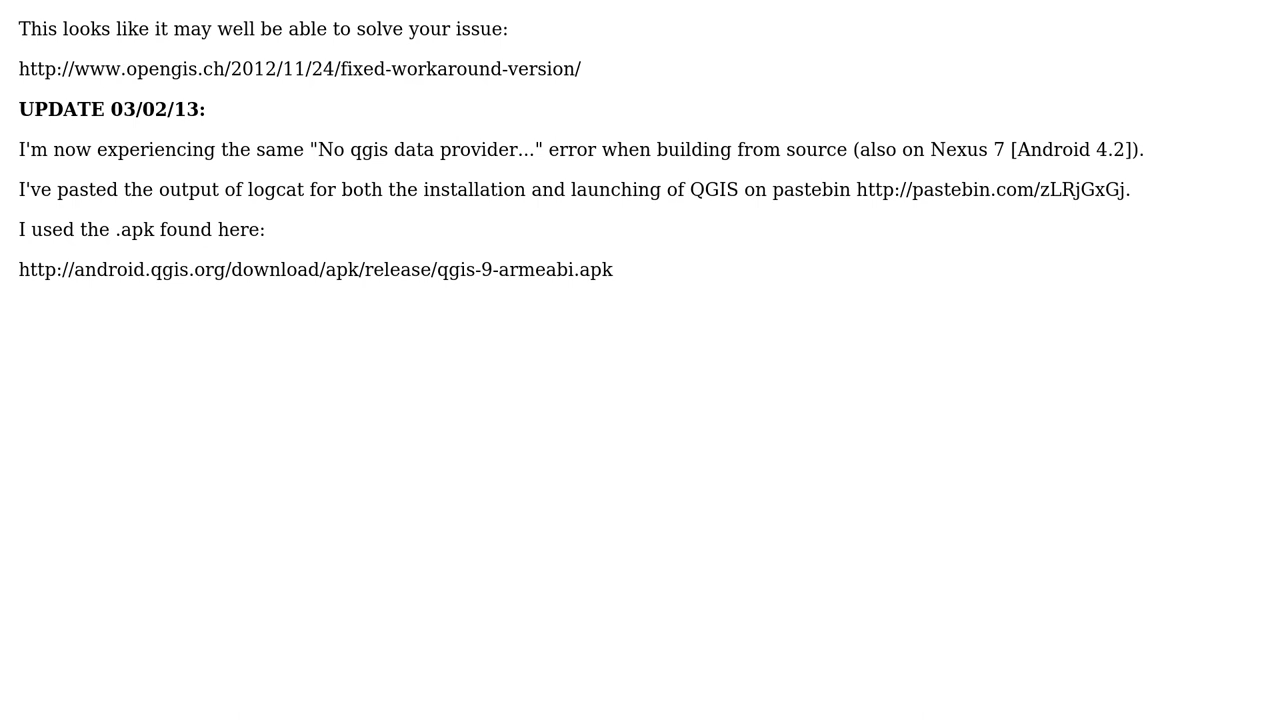 This looks like it may well be able to solve your issue:
http://www.opengis.ch/2012/11/24/fixed-workaround-version/
UPDATE 03/02/13:
I'm now experiencing the same "No qgis data provider..." error when building from source (also on Nexus 7 [Android 4.2]).
I've pasted the output of logcat for both the installation and launching of QGIS on pastebin http://pastebin.com/zLRjGxGj.
I used the .apk found here:
http://android.qgis.org/download/apk/release/qgis-9-armeabi.apk